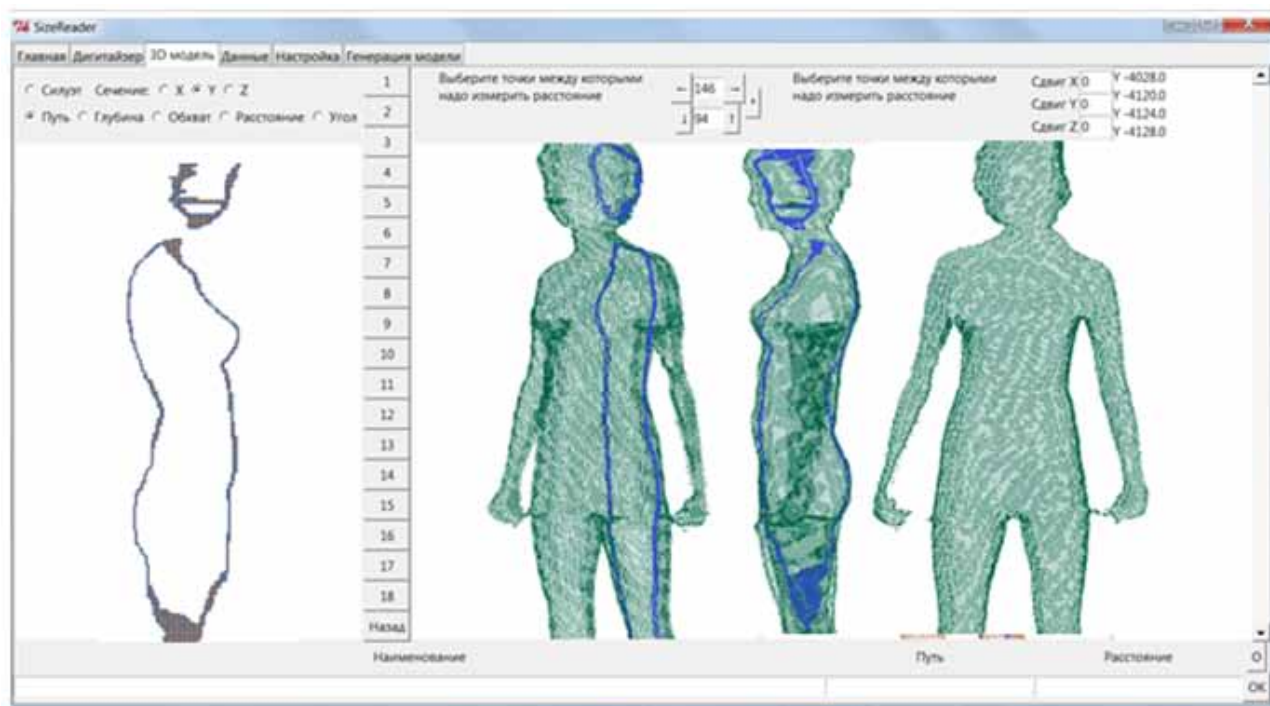 SizeReader
Главная Дигитайзер 3D модель Данные Настройка Генерация модели
Силуэт Сечение: X Y Z
Путь Глубина Обхват Расстояние Угол
1
2
3
4
5
6
7
8
9
10
11
12
13
14
15
16
17
18
Назад
Выберите точки между которыми
надо измерить расстояние
← 146 →
↓ 94 ↑
Выберите точки между которыми
надо измерить расстояние
Сдвиг X 0
Сдвиг Y 0
Сдвиг Z 0
Y -4028.0
Y -4120.0
Y -4124.0
Y -4128.0
Наименование Путь Расстояние O
OK